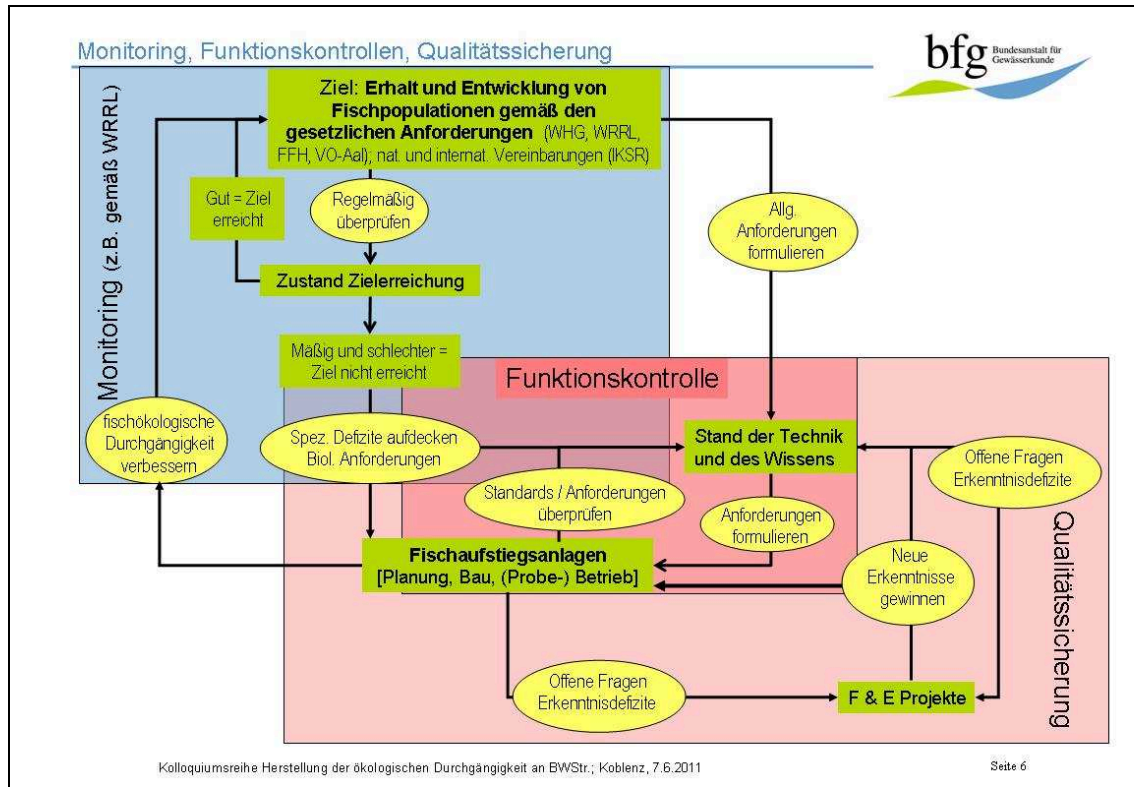 Monitoring, Funktionskontrollen, Qualitätssicherung
bfg
Bundesanstalt für
Gewässerkunde
Ziel: Erhalt und Entwicklung von
Fischpopulationen gemäß den
gesetzlichen Anforderungen (WHG, WRRL,
FFH, VO-Aal); nat. und internat. Vereinbarungen (IKSR)
Monitoring (z.B. gemäß WRRL)
Gut = Ziel
erreicht
Regelmäßig
überprüfen
Allg.
Anforderungen
formulieren
Zustand Zielerreichung
Mäßig und schlechter =
Ziel nicht erreicht
Funktionskontrolle
fischökologische
Durchgängigkeit
verbessern
Spez. Defizite aufdecken
Biol. Anforderungen
Stand der Technik
und des Wissens
Offene Fragen
Erkenntnisdefizite
Standards / Anforderungen
überprüfen
Anforderungen
formulieren
Fischaufstiegsanlagen
[Planung, Bau, (Probe-) Betrieb]
Neue
Erkenntnisse
gewinnen
Qualitätssicherung
Offene Fragen
Erkenntnisdefizite
F & E Projekte
Kolloquiumsreihe Herstellung der ökologischen Durchgängigkeit an BWStr.; Koblenz, 7.6.2011
Seite 6